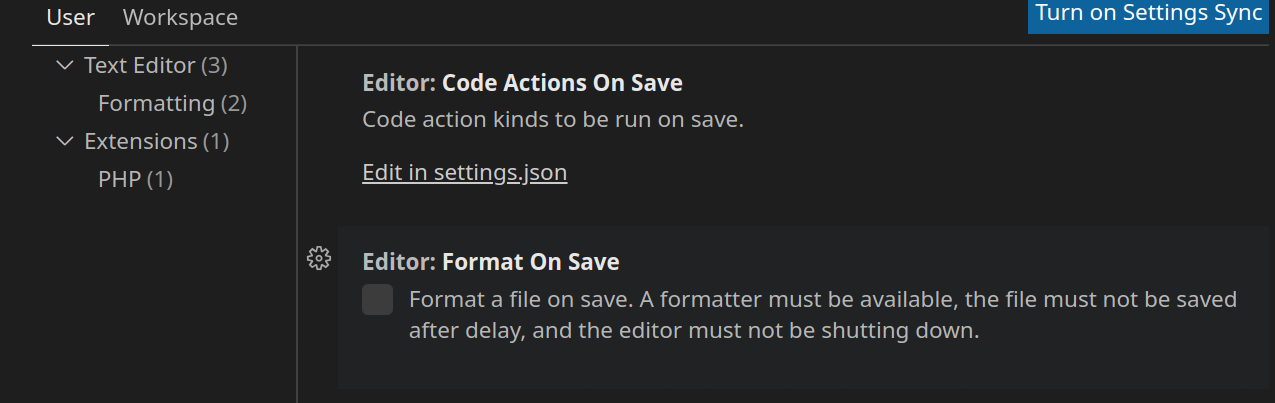 User Workspace Turn on Settings Sync
Text Editor (3)
Formatting (2)
Extensions (1)
PHP (1)
Editor: Code Actions On Save
Code action kinds to be run on save.
Edit in settings.json
Editor: Format On Save
Format a file on save. A formatter must be available, the file must not be saved
after delay, and the editor must not be shutting down.